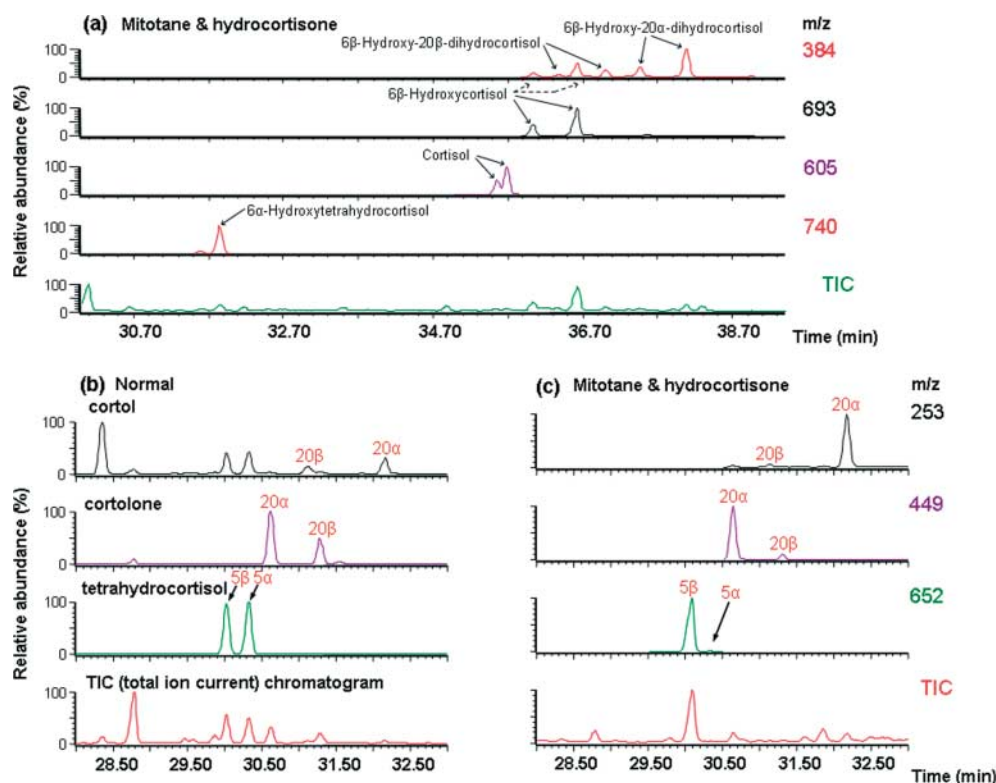 (a) Mitotane & hydrocortisone
6β-Hydroxy-20β-dihydrocortisol
6β-Hydroxy-20α-dihydrocortisol
m/z
384
100
0
6β-Hydroxycortisol
693
100
0
Cortisol
605
100
0
6α-Hydroxytetrahydrocortisol
740
100
0
TIC
100
0
Relative abundance (%)
30.70 32.70 34.70 36.70 38.70
Time (min)
(b) Normal
cortol
100
0
20β
20α
cortolone
100
0
20α
20β
tetrahydrocortisol
100
0
5β 5α
TIC (total ion current) chromatogram
100
0
Relative abundance (%)
28.50 29.50 30.50 31.50 32.50
(c) Mitotane & hydrocortisone
m/z
253
20β
20α
449
20α
20β
652
5β
5α
TIC
28.50 29.50 30.50 31.50 32.50
Time (min)